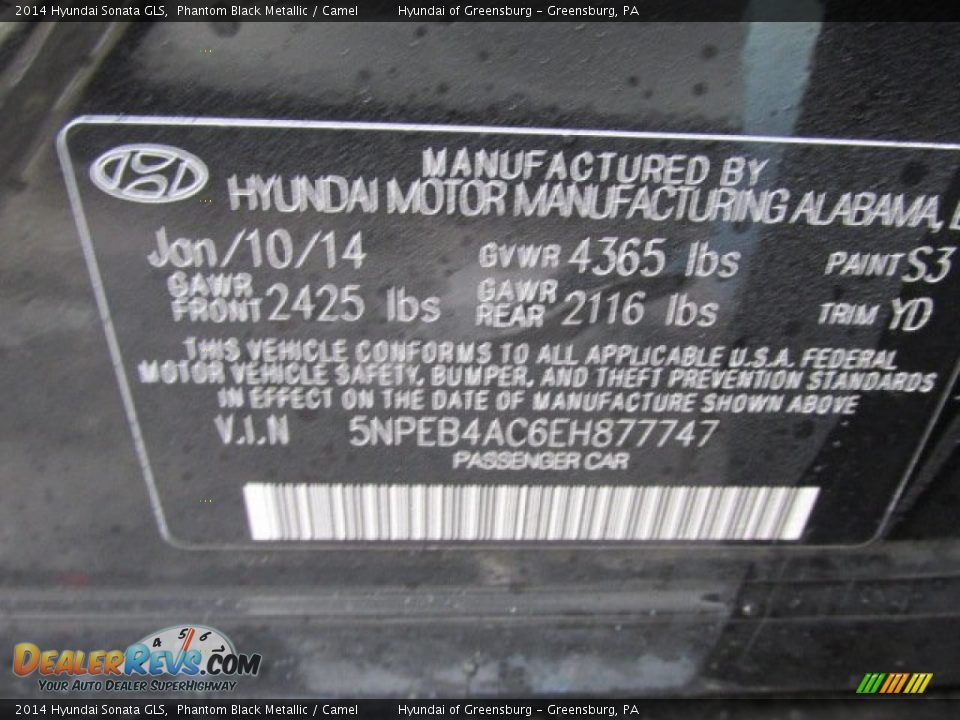 2014 Hyundai Sonata GLS, Phantom Black Metallic / Camel Hyundai of Greensburg - Greensburg, PA
MANUFACTURED BY
HYUNDAI MOTOR MANUFACTURING ALABAMA,
Jan/10/14 GVWR 4365 lbs PAINT S3
GAWR FRONT 2425 lbs GAWR REAR 2116 lbs TRIM YD
THIS VEHICLE CONFORMS TO ALL APPLICABLE U.S.A. FEDERAL
MOTOR VEHICLE SAFETY, BUMPER, AND THEFT PREVENTION STANDARDS
IN EFFECT ON THE DATE OF MANUFACTURE SHOWN ABOVE
V.I.N 5NPEB4AC6EH877747
PASSENGER CAR
4 5 6
DEALERREVS.COM
YOUR AUTO DEALER SUPERHIGHWAY
2014 Hyundai Sonata GLS, Phantom Black Metallic / Camel Hyundai of Greensburg - Greensburg, PA